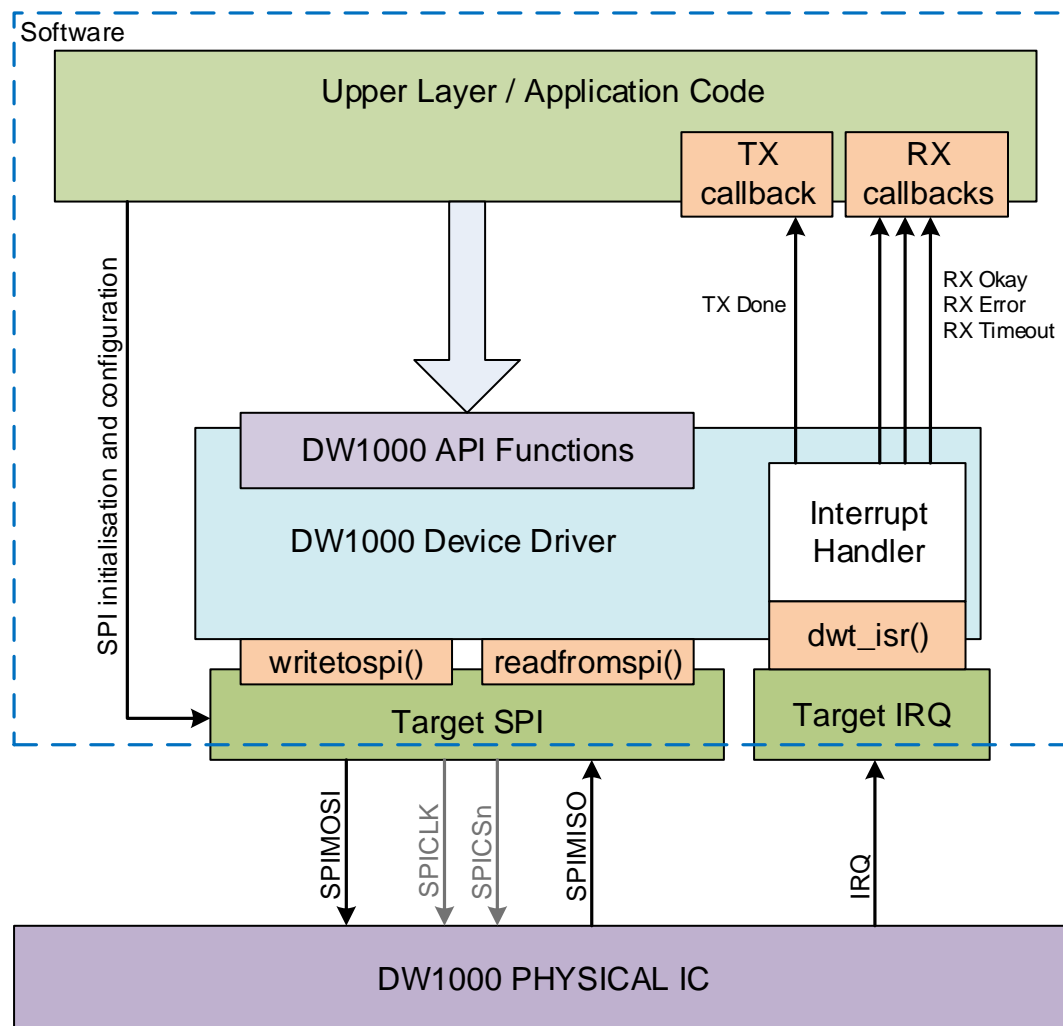 Software
Upper Layer / Application Code
TX
callback
RX
callbacks
SPI initialisation and configuration
TX Done
RX Okay
RX Error
RX Timeout
DW1000 API Functions
DW1000 Device Driver
Interrupt
Handler
writetospi()
readfromspi()
dwt_isr()
Target SPI
Target IRQ
SPIMOSI
SPICLK
SPICSn
SPIMISO
IRQ
DW1000 PHYSICAL IC